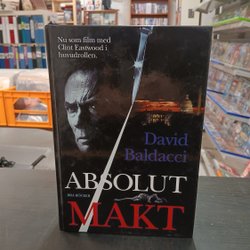 Nu som film med
Clint Eastwood i
huvudrollen.
David
Baldacci
ABSOLUT
MAKT